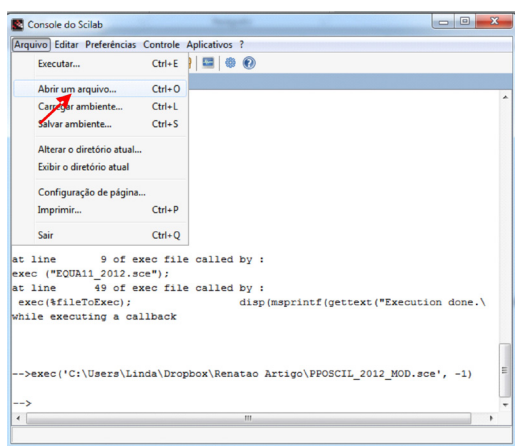 Console do Scilab
Arquivo Editar Preferências Controle Aplicativos ?
Executar... Ctrl+E
Abrir um arquivo... Ctrl+O
Carregar ambiente... Ctrl+L
Salvar ambiente... Ctrl+S
Alterar o diretório atual...
Exibir o diretório atual
Configuração de página...
Imprimir... Ctrl+P
Sair Ctrl+Q
at line 9 of exec file called by :
exec ("EQUA11_2012.sce");
at line 49 of exec file called by :
exec(%fileToExec); disp(msprintf(gettext("Execution done.\
while executing a callback
-->exec('C:\Users\Linda\Dropbox\Renatao Artigo\PPOSCIL_2012_MOD.sce', -1)
-->